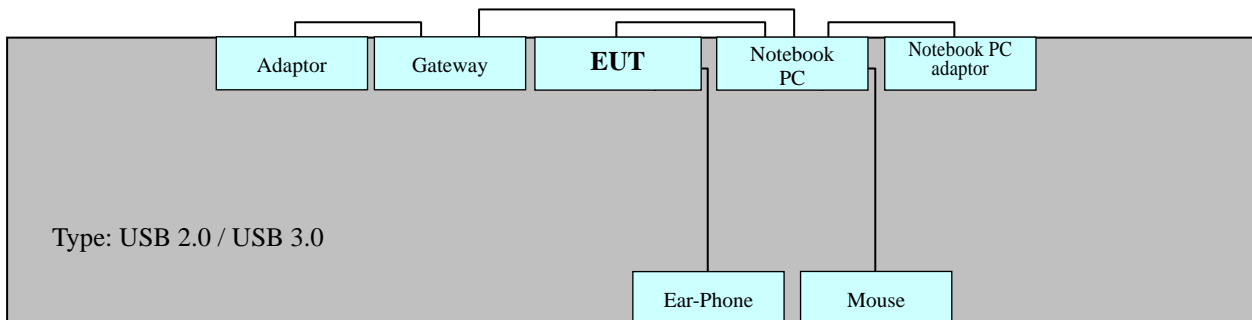 Adaptor
Gateway
EUT
Notebook
PC
Notebook PC
adaptor
Type: USB 2.0 / USB 3.0
Ear-Phone
Mouse